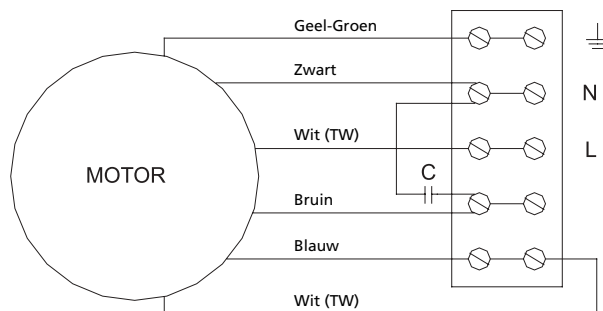 Geel-Groen
Zwart
N
Wit (TW)
L
MOTOR
C
Bruin
Blauw
Wit (TW)